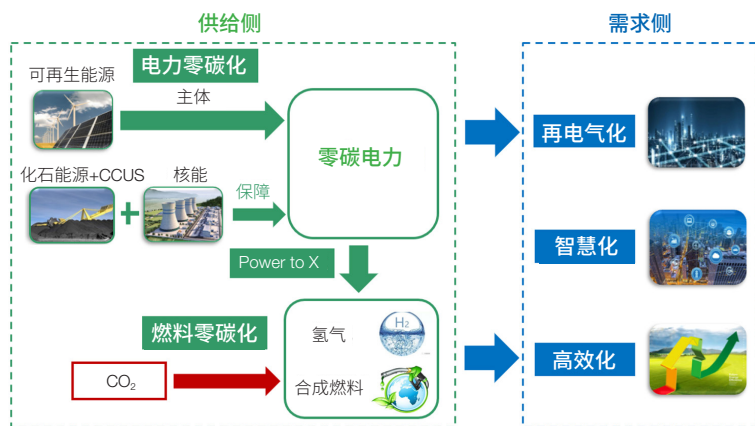 供给侧
需求侧
电力零碳化
可再生能源
主体
零碳电力
再电气化
化石能源+CCUS
核能
保障
+
智慧化
Power to X
燃料零碳化
氢气
H₂
高效化
CO₂
合成燃料